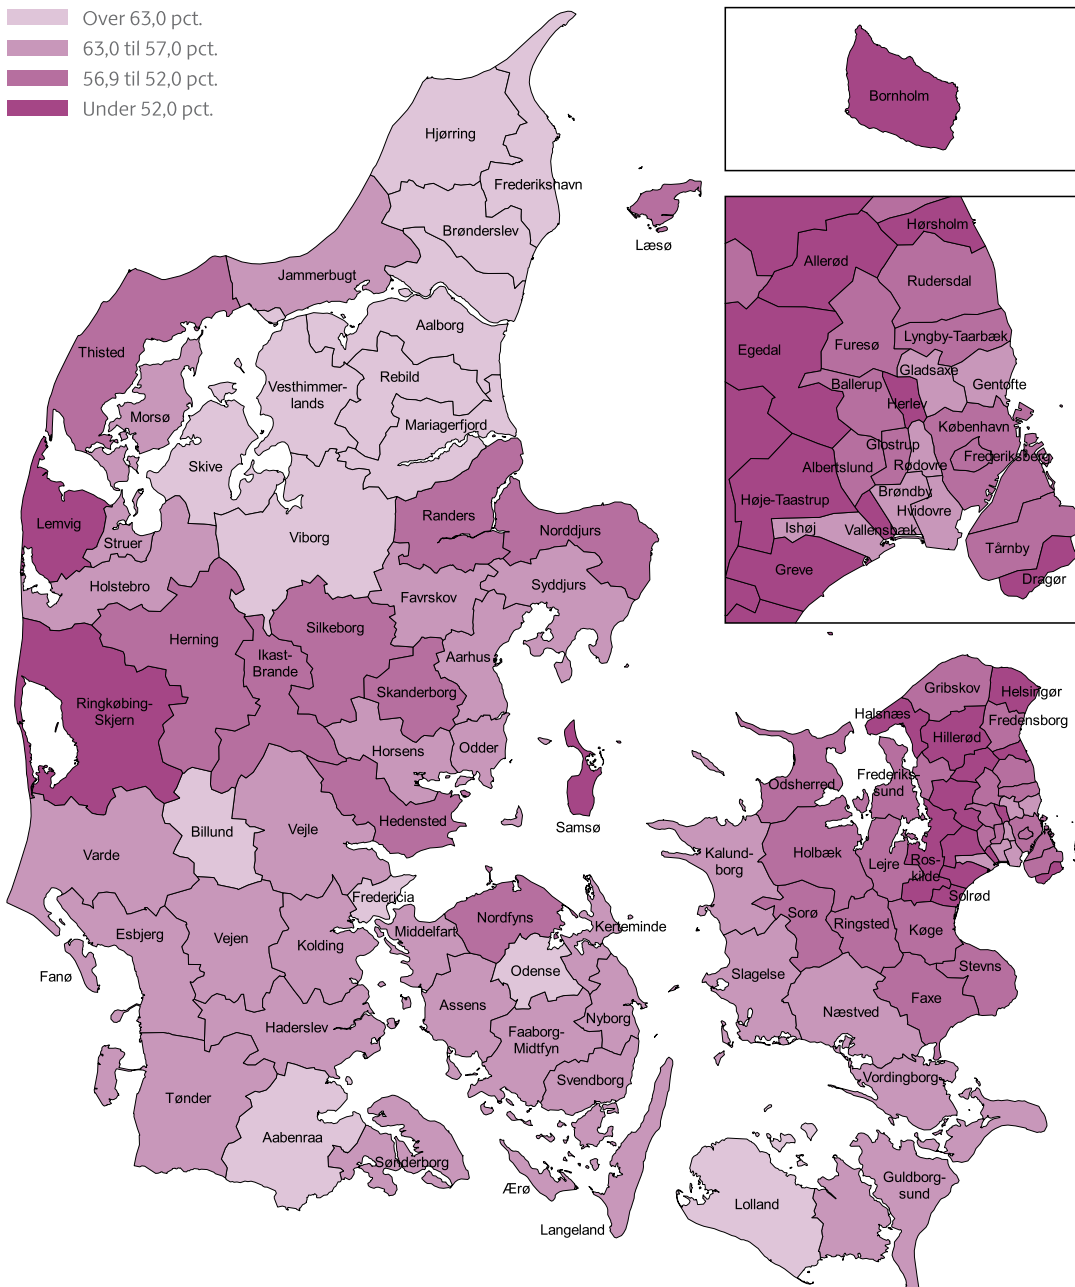 Over 63,0 pct.
63,0 til 57,0 pct.
56,9 til 52,0 pct.
Under 52,0 pct.
Hjørring
Frederikshavn
Brønderslev
Læsø
Jammerbugt
Aalborg
Thisted
Rebild
Vesthimmer-
lands
Morsø
Mariagerfjord
Skive
Lemvig
Randers
Norddjurs
Viborg
Struer
Holstebro
Favrskov
Syddjurs
Silkeborg
Herning
Ikast-
Brande
Aarhus
Skanderborg
Ringkøbing-
Skjern
Horsens
Odder
Samsø
Hedensted
Billund
Vejle
Varde
Fredericia
Nordfyns
Kerteminde
Middelfart
Esbjerg
Vejen
Kolding
Fanø
Odense
Assens
Nyborg
Haderslev
Faaborg-
Midtfyn
Svendborg
Tønder
Aabenraa
Sønderborg
Ærø
Langeland
Bornholm
Hørsholm
Allerød
Rudersdal
Egedal
Furesø
Lyngby-Taarbæk
Gladsaxe
Gentofte
Ballerup
Herlev
København
Glostrup
Frederiksberg
Albertslund
Rødovre
Høje-Taastrup
Brøndby
Hvidovre
Ishøj
Vallensbæk
Tårnby
Greve
Dragør
Gribskov
Helsingør
Halsnæs
Fredensborg
Hillerød
Odsherred
Frederiks-
sund
Kalund-
borg
Holbæk
Lejre
Ros-
kilde
Solrød
Sorø
Ringsted
Køge
Slagelse
Stevns
Faxe
Næstved
Vordingborg
Guldborg-
sund
Lolland